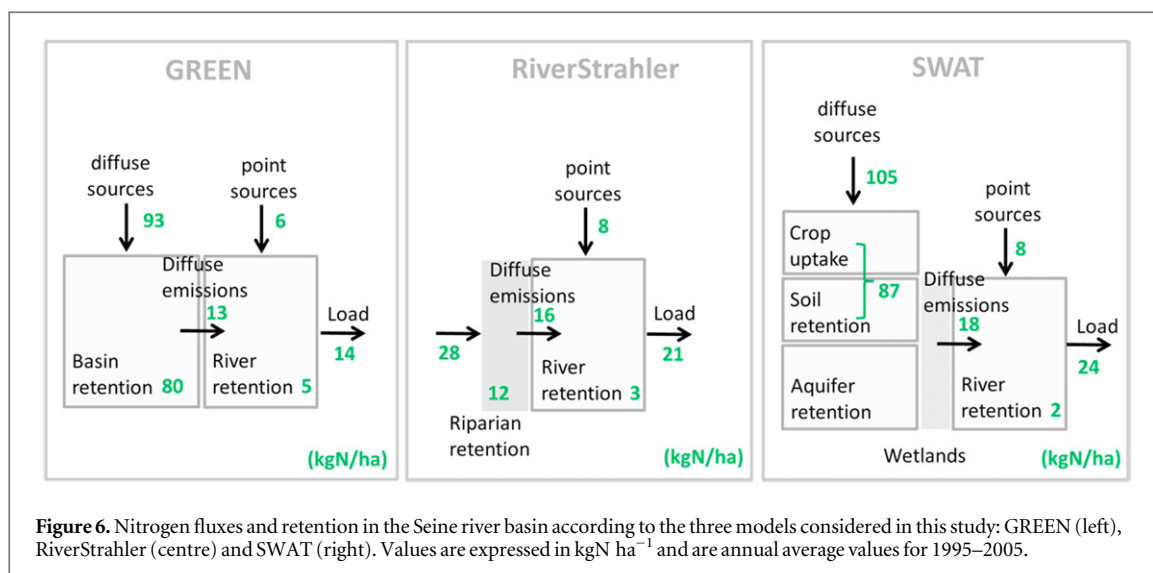 GREEN
diffuse
sources
93
point
sources
6
Diffuse
emissions
13
Basin
retention 80
River
retention 5
Load
14
(kgN/ha)
RiverStrahler
point
sources
8
Diffuse
emissions
16
28
12
Riparian
retention
River
retention 3
Load
21
(kgN/ha)
SWAT
diffuse
sources
105
point
sources
8
Crop
uptake
87
Soil
retention
Diffuse
emissions
18
Aquifer
retention
River
retention 2
Load
24
Wetlands
(kgN/ha)
Figure 6. Nitrogen fluxes and retention in the Seine river basin according to the three models considered in this study: GREEN (left),
RiverStrahler (centre) and SWAT (right). Values are expressed in kgN ha⁻¹ and are annual average values for 1995–2005.